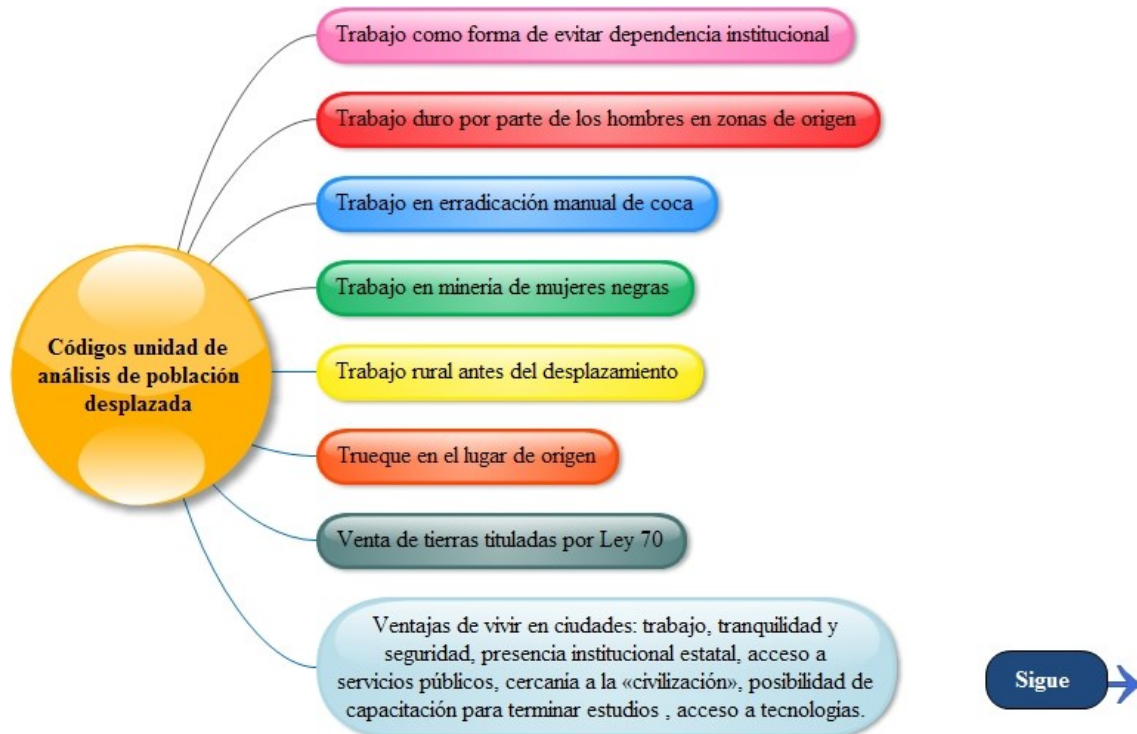 Trabajo como forma de evitar dependencia institucional
Trabajo duro por parte de los hombres en zonas de origen
Trabajo en erradicación manual de coca
Trabajo en minería de mujeres negras
Códigos unidad de
análisis de población
desplazada
Trabajo rural antes del desplazamiento
Trueque en el lugar de origen
Venta de tierras tituladas por Ley 70
Ventajas de vivir en ciudades: trabajo, tranquilidad y
seguridad, presencia institucional estatal, acceso a
servicios públicos, cercanía a la «civilización», posibilidad de
capacitación para terminar estudios , acceso a tecnologías.
Sigue